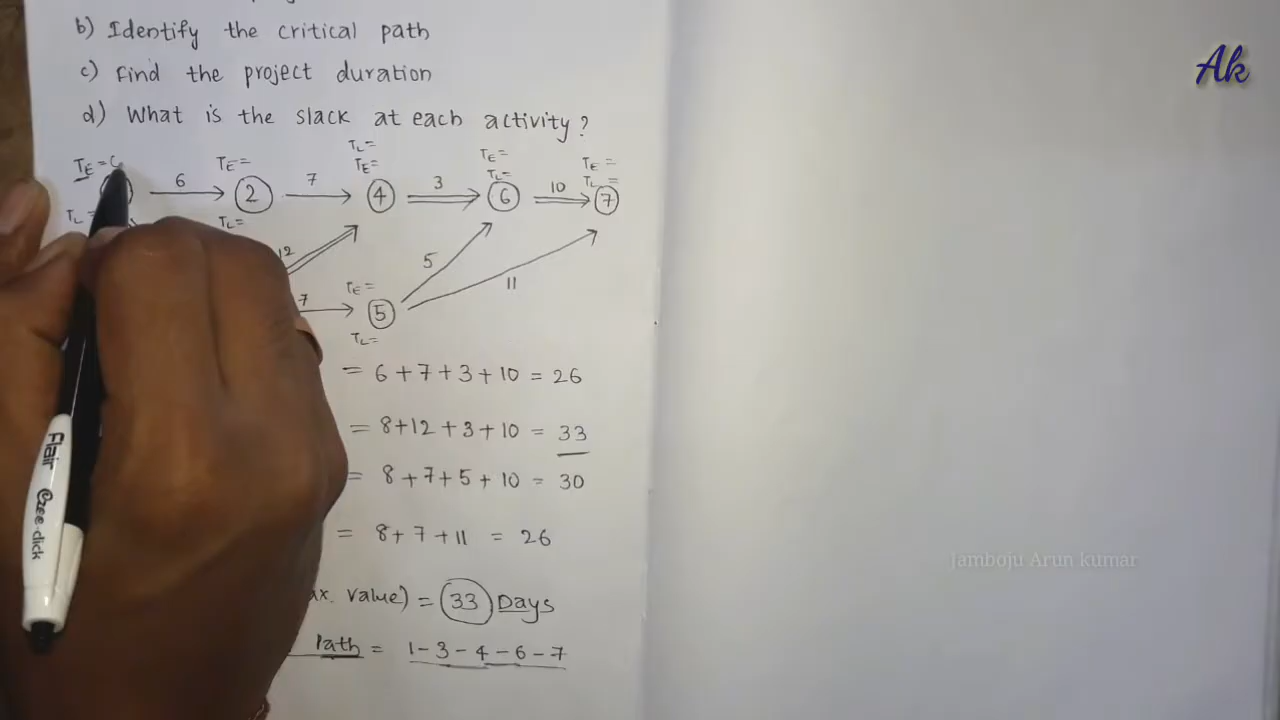 b) Identify the critical path
c) Find the project duration
d) What is the slack at each activity?
Ak
TE= TL= TE= TE= TL= TE= TL=
6 2 7 4 3 6 10 7
TL= TL=
12 5 11
7 TE= 5
TL=
= 6+7+3+10 = 26
= 8+12+3+10 = 33
= 8+7+5+10 = 30
= 8+7+11 = 26
Value) = 33 Days
= 1-3-4-6-7
Flair Ezee-click
Jamboju Arun kumar